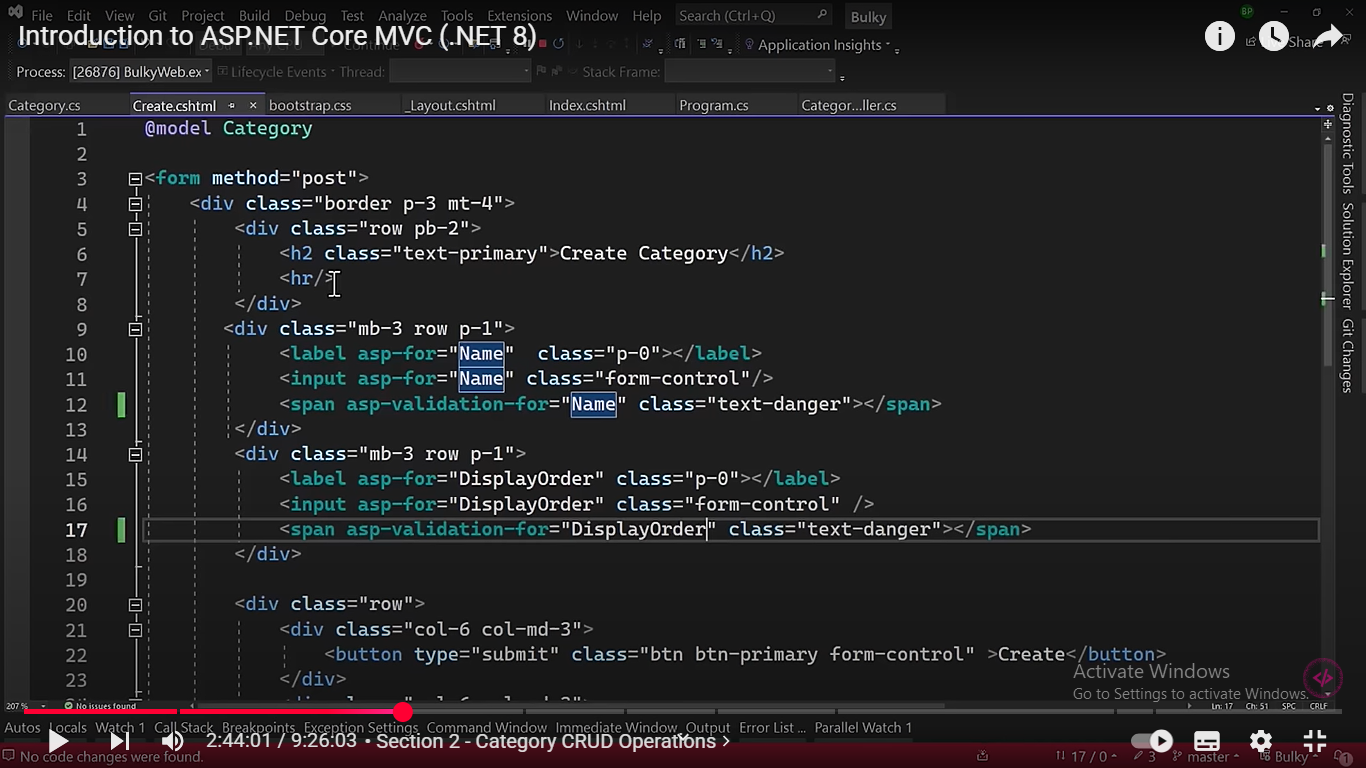 File Edit View Git Project Build Debug Test Analyze Tools Extensions Window Help Search (Ctrl+Q) Bulky BP
Introduction to ASP.NET Core MVC (.NET 8)
Application Insights Share
Process: [26876] BulkyWeb.ex Lifecycle Events Thread: Stack Frame:
Category.cs Create.cshtml bootstrap.css _Layout.cshtml Index.cshtml Program.cs Categor...ller.cs
1 @model Category
2
3 <form method="post">
4 <div class="border p-3 mt-4">
5 <div class="row pb-2">
6 <h2 class="text-primary">Create Category</h2>
7 <hr/>
8 </div>
9 <div class="mb-3 row p-1">
10 <label asp-for="Name"  class="p-0"></label>
11 <input asp-for="Name" class="form-control"/>
12 <span asp-validation-for="Name" class="text-danger"></span>
13 </div>
14 <div class="mb-3 row p-1">
15 <label asp-for="DisplayOrder" class="p-0"></label>
16 <input asp-for="DisplayOrder" class="form-control" />
17 <span asp-validation-for="DisplayOrder" class="text-danger"></span>
18 </div>
19
20 <div class="row">
21 <div class="col-6 col-md-3">
22 <button type="submit" class="btn btn-primary form-control" >Create</button>
23 </div>
Diagnostic Tools Solution Explorer Git Changes
Activate Windows
Go to Settings to activate Windows.
207 % No issues found Ln: 17 Ch: 51 SPC CRLF
Autos Locals Watch 1 Call Stack Breakpoints Exception Settings Command Window Immediate Window Output Error List ... Parallel Watch 1
2:44:01 / 9:26:03 • Section 2 - Category CRUD Operations >
No code changes were found. 17 / 0 3 master Bulky 1